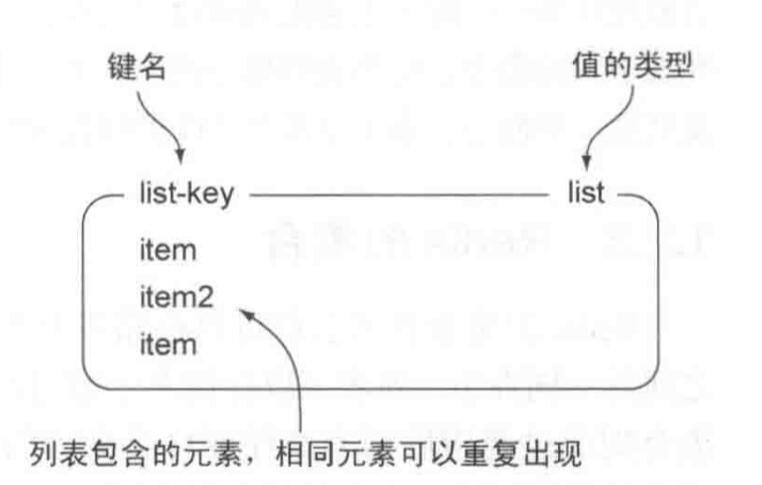 键名 值的类型
list-key list
item
item2
item
列表包含的元素，相同元素可以重复出现